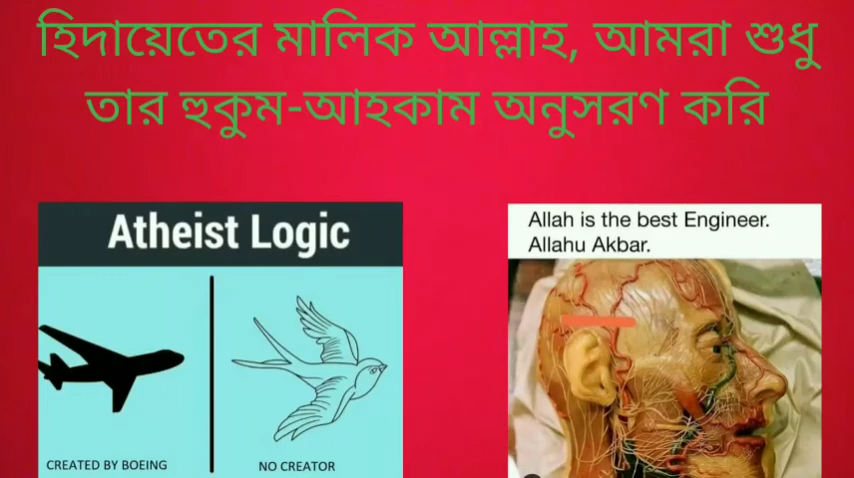 হিদায়েতের মালিক আল্লাহ, আমরা শুধু
তার হুকুম-আহকাম অনুসরণ করি
Atheist Logic
CREATED BY BOEING
NO CREATOR
Allah is the best Engineer.
Allahu Akbar.